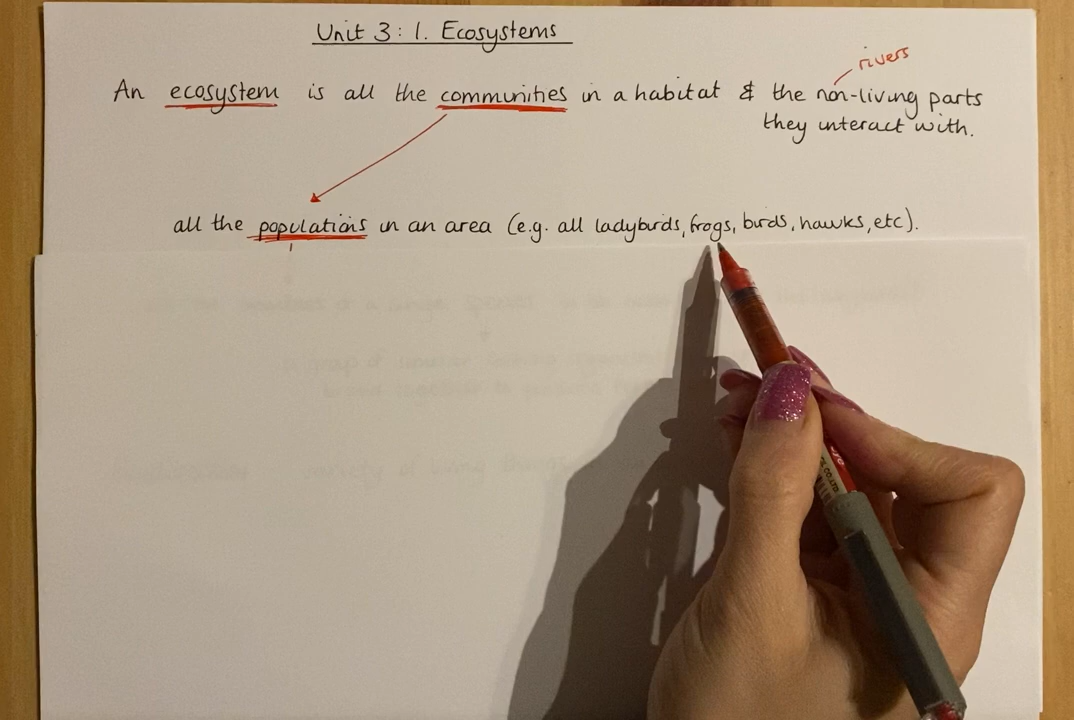 Unit 3: 1. Ecosystems
rivers
An ecosystem is all the communities in a habitat & the non-living parts
they interact with.
all the populations in an area (e.g. all ladybirds, frogs, birds, hawks, etc).